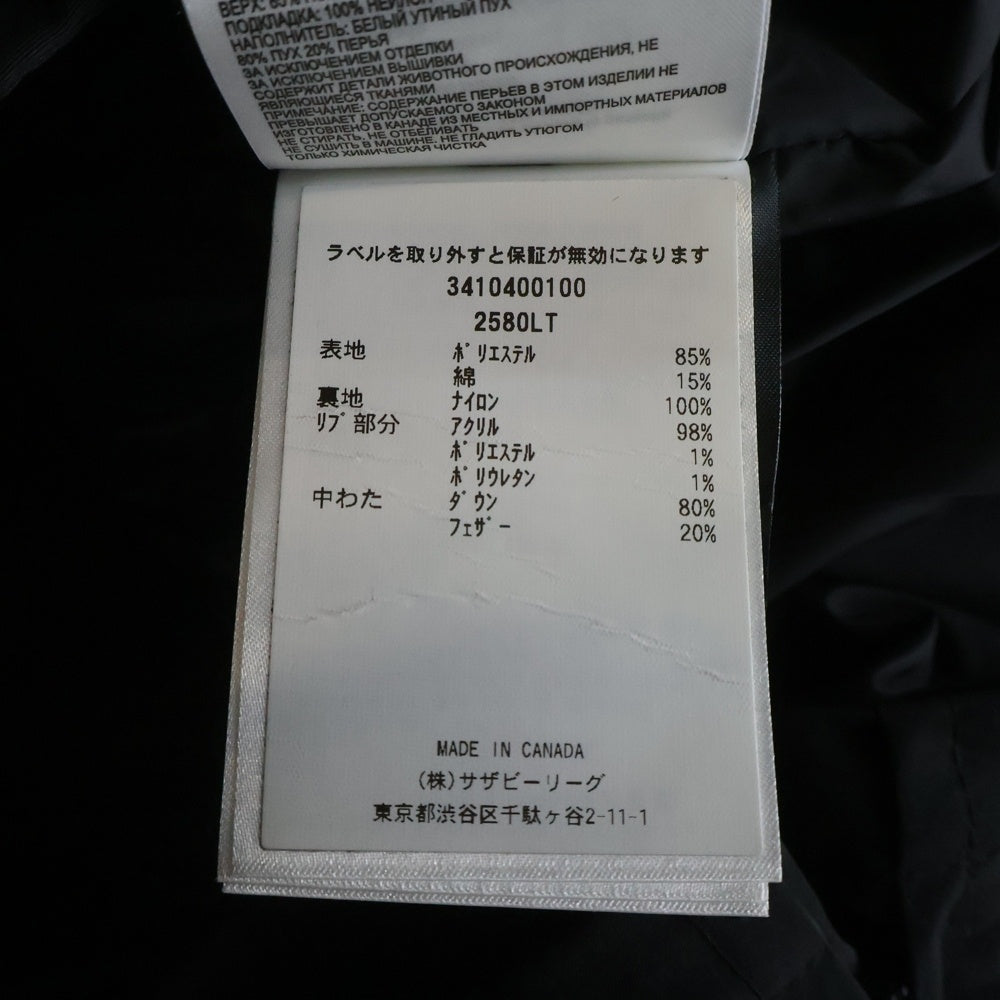 ВЕРХ: 85%
ПОДКЛАДКА: 100% НЕЙЛОН
НАПОЛНИТЕЛЬ: БЕЛЫЙ УТИНЫЙ ПУХ
80% ПУХ 20% ПЕРЬЯ
ЗА ИСКЛЮЧЕНИЕМ ОТДЕЛКИ
ЗА ИСКЛЮЧЕНИЕМ ВЫШИВКИ
СОДЕРЖИТ ДЕТАЛИ ЖИВОТНОГО ПРОИСХОЖДЕНИЯ, НЕ
ЯВЛЯЮЩИЕСЯ ТКАНЯМИ
ПРИМЕЧАНИЕ: СОДЕРЖАНИЕ ПЕРЬЕВ В ЭТОМ ИЗДЕЛИИ НЕ
ПРЕВЫШАЕТ ДОПУСКАЕМОГО ЗАКОНОМ
ИЗГОТОВЛЕНО В КАНАДЕ ИЗ МЕСТНЫХ И ИМПОРТНЫХ МАТЕРИАЛОВ
НЕ СТИРАТЬ, НЕ ОТБЕЛИВАТЬ
НЕ СУШИТЬ В МАШИНЕ, НЕ ГЛАДИТЬ УТЮГОМ
ТОЛЬКО ХИМИЧЕСКАЯ ЧИСТКА
ラベルを取り外すと保証が無効になります
3410400100
2580LT
表地 ﾎﾟﾘｴｽﾃﾙ 85%
綿 15%
裏地 ﾅｲﾛﾝ 100%
ﾘﾌﾞ部分 ｱｸﾘﾙ 98%
ﾎﾟﾘｴｽﾃﾙ 1%
ﾎﾟﾘｳﾚﾀﾝ 1%
中わた ﾀﾞｳﾝ 80%
ﾌｪｻﾞｰ 20%
MADE IN CANADA
(株)サザビーリーグ
東京都渋谷区千駄ヶ谷2-11-1